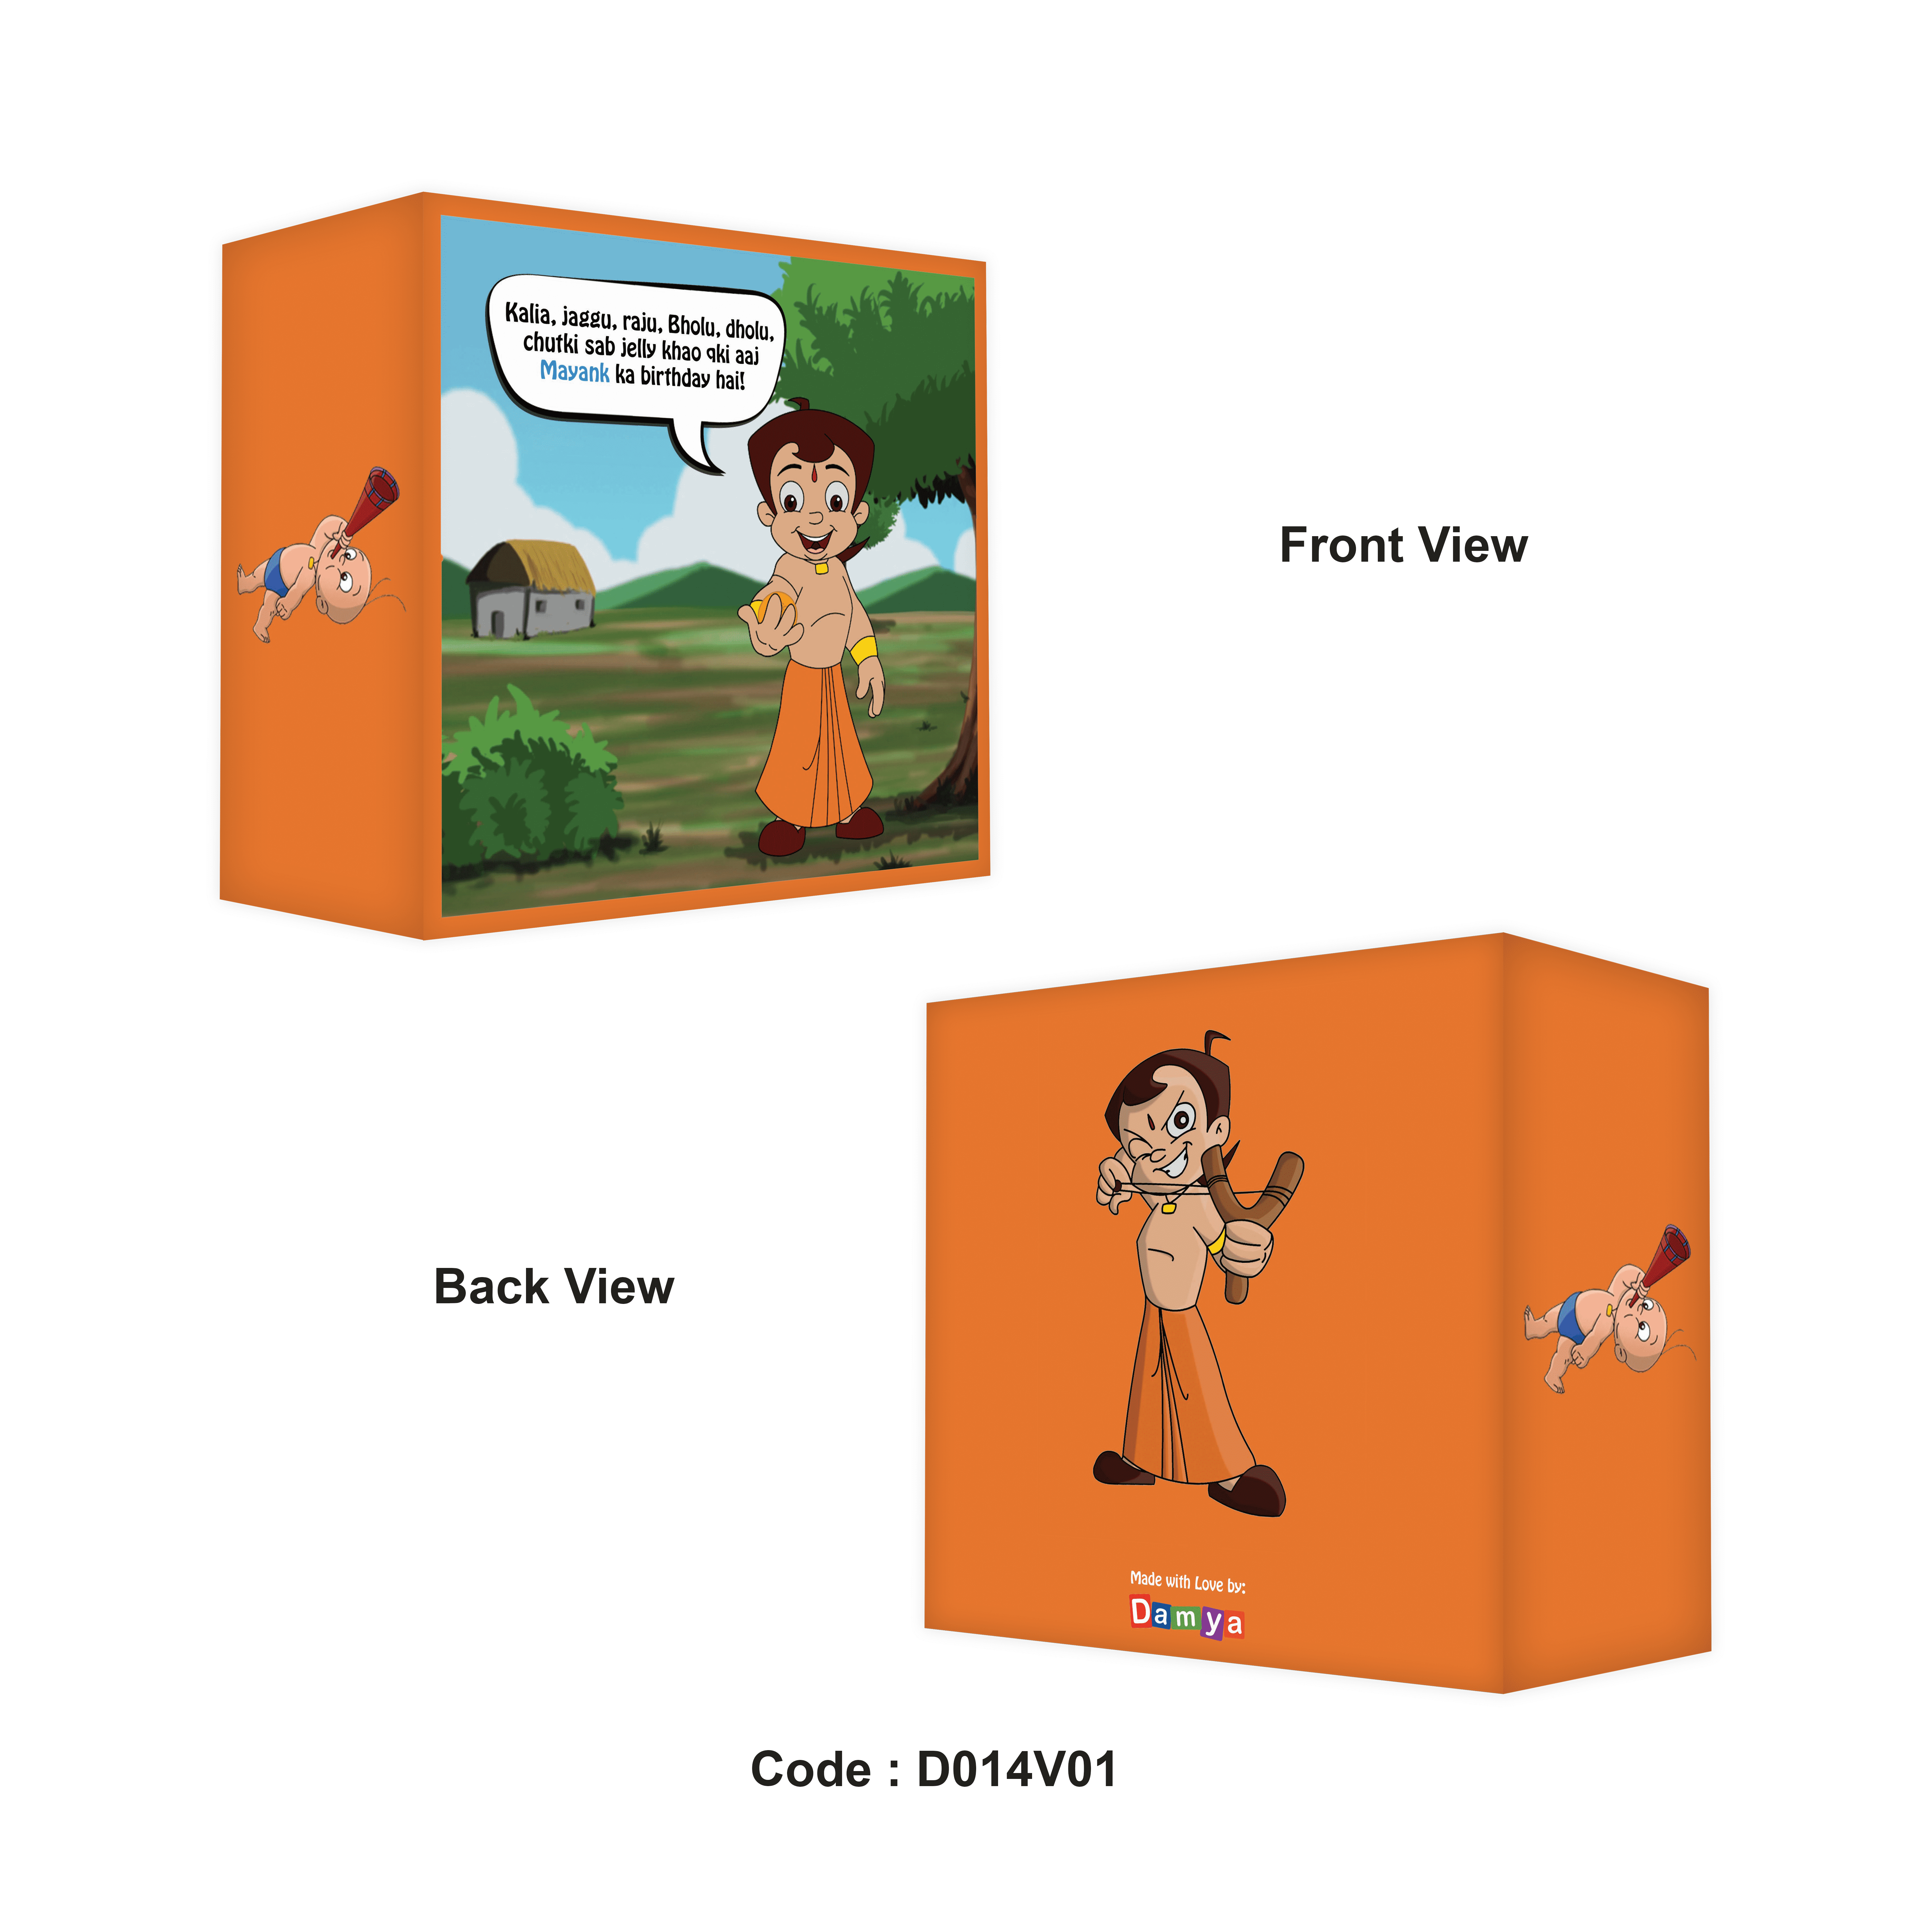 Kalia, jaggu, raju, Bholu, dholu,
chutki sab jelly khao qki aaj
Mayank ka birthday hai!
Front View
Back View
Made with Love by:
Damya
Code : D014V01